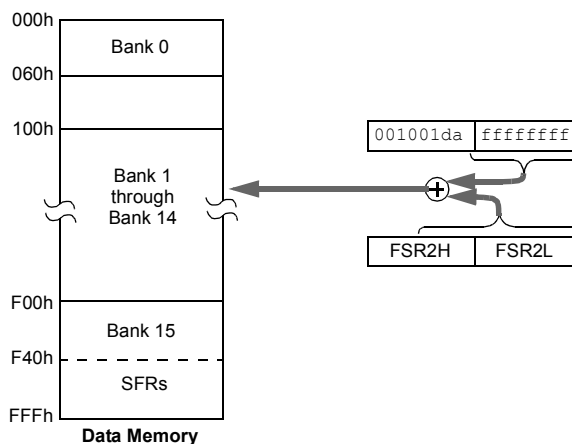 000h
Bank 0
060h
100h
001001da ffffffff
Bank 1
through
Bank 14
FSR2H FSR2L
F00h
Bank 15
F40h
SFRs
FFFh
Data Memory